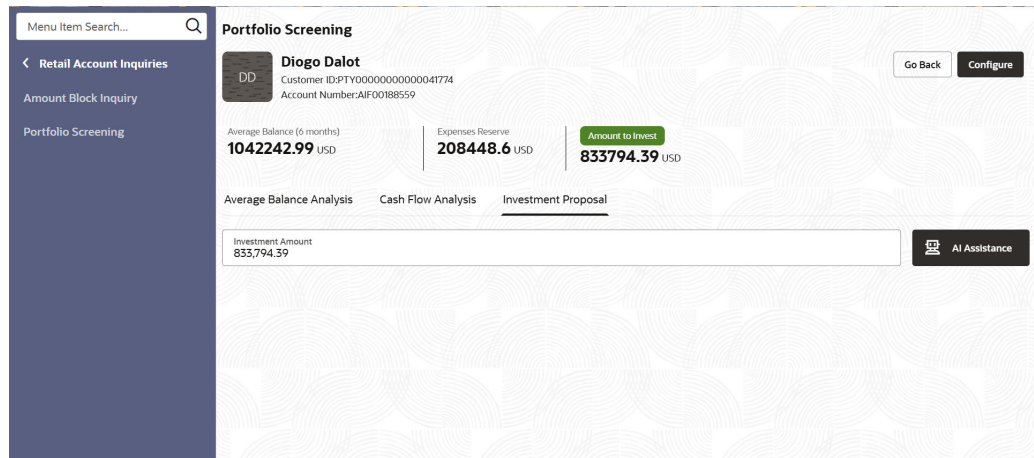 Menu Item Search...
Retail Account Inquiries
Amount Block Inquiry
Portfolio Screening
Portfolio Screening
DD
Diogo Dalot
Customer ID:PTY00000000000041774
Account Number:AIF00188559
Go Back
Configure
Average Balance (6 months)
1042242.99 USD
Expenses Reserve
208448.6 USD
Amount to Invest
833794.39 USD
Average Balance Analysis Cash Flow Analysis Investment Proposal
Investment Amount
833,794.39
AI Assistance